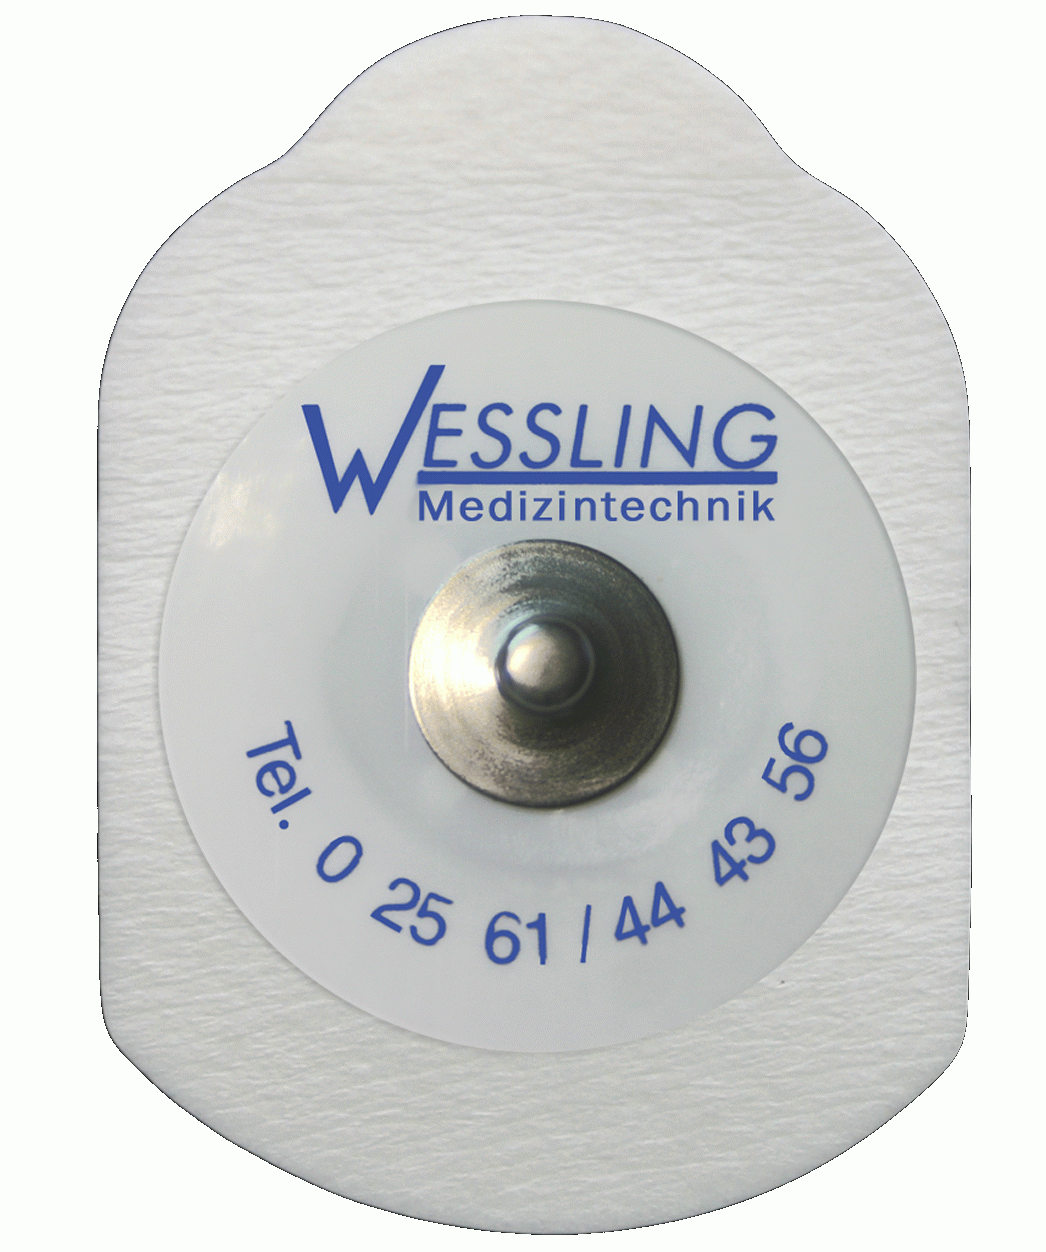 WESSLING
Medizintechnik
Tel. 0 25 61 / 44 43 56